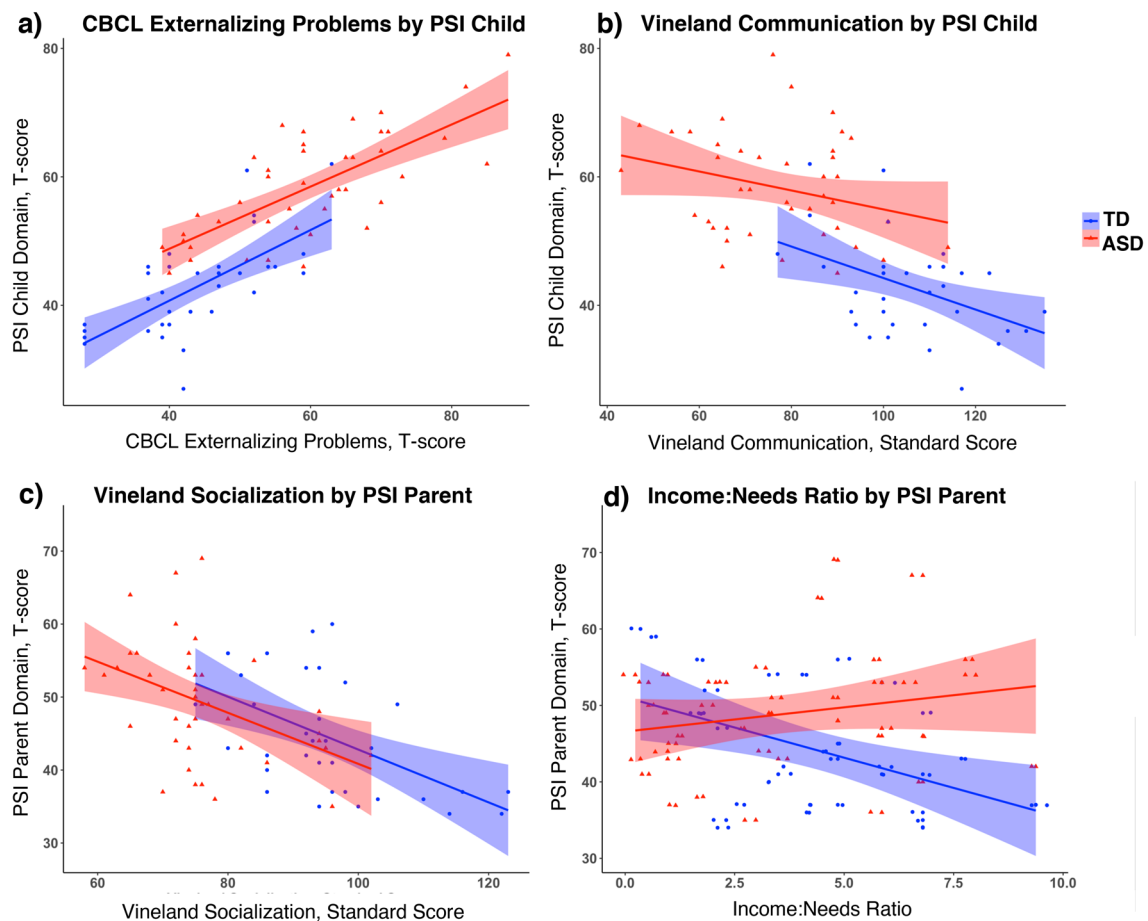 a) CBCL Externalizing Problems by PSI Child
PSI Child Domain, T-score
80
60
40
40 60 80
CBCL Externalizing Problems, T-score
b) Vineland Communication by PSI Child
PSI Child Domain, T-score
80
60
40
40 60 80 100 120
Vineland Communication, Standard Score
TD
ASD
c) Vineland Socialization by PSI Parent
PSI Parent Domain, T-score
70
60
50
40
30
60 80 100 120
Vineland Socialization, Standard Score
d) Income:Needs Ratio by PSI Parent
PSI Parent Domain, T-score
70
60
50
40
30
0.0 2.5 5.0 7.5 10.0
Income:Needs Ratio